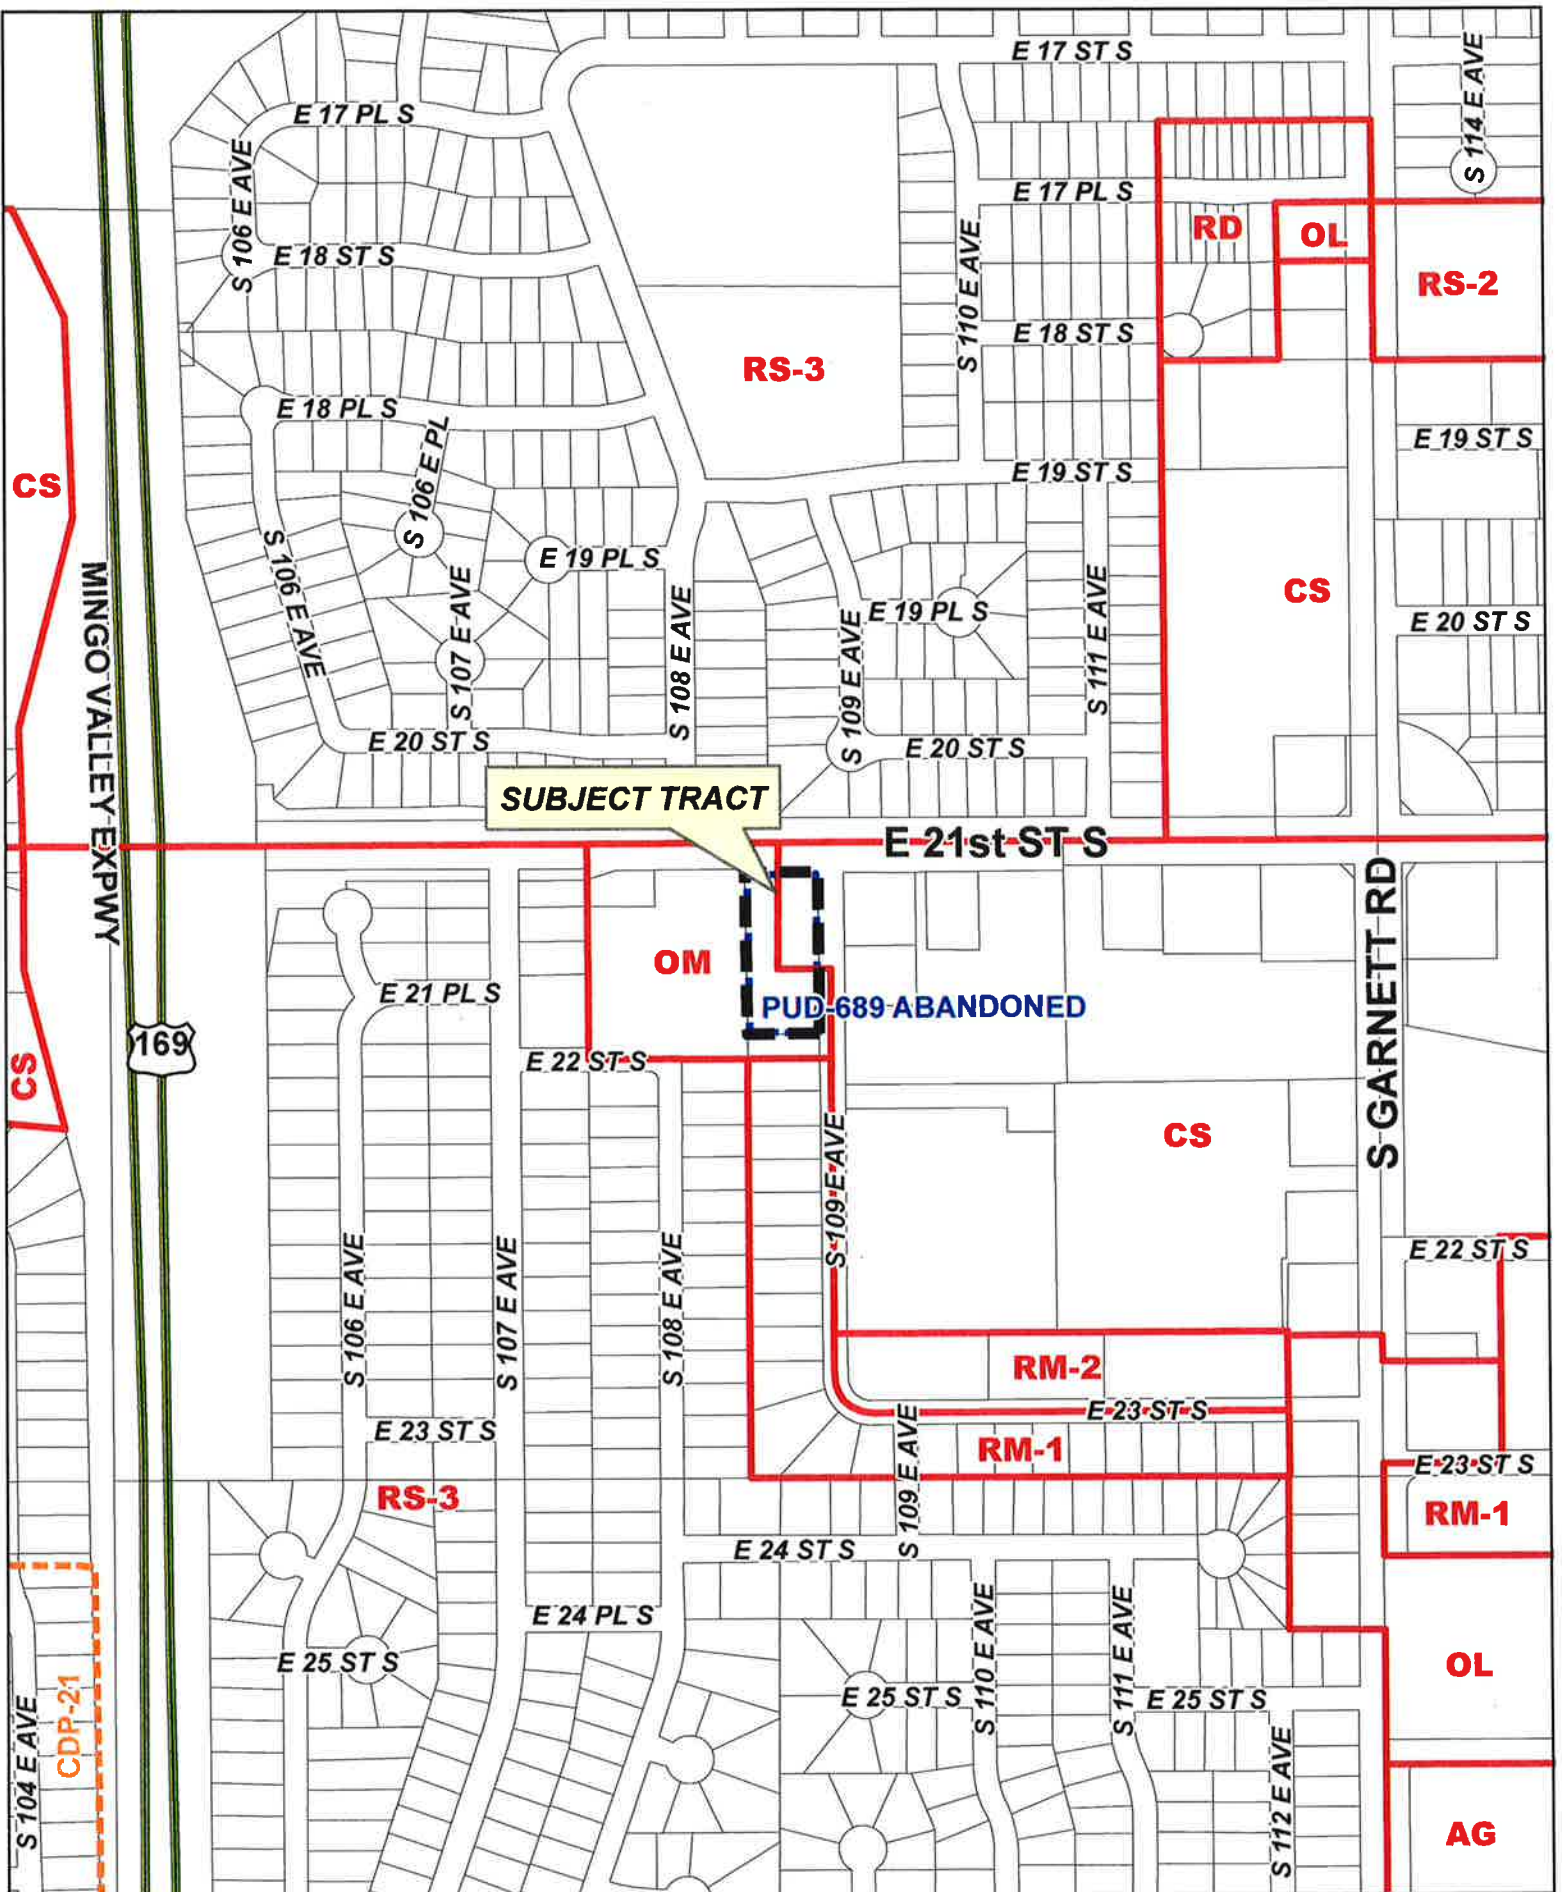 E 17 ST S
S 114 E AVE
E 17 PL S
S 106 E AVE
E 17 PL S
RD
OL
E 18 ST S
S 110 E AVE
RS-2
E 18 ST S
RS-3
E 18 PL S
S 106 E PL
E 19 ST S
E 19 ST S
CS
S 106 E AVE
E 19 PL S
S 107 E AVE
S 108 E AVE
E 19 PL S
S 109 E AVE
S 111 E AVE
CS
E 20 ST S
E 20 ST S
E 20 ST S
MINGO VALLEY EXPWY
SUBJECT TRACT
E 21st ST S
OM
E 21 PL S
PUD-689 ABANDONED
S GARNETT RD
169
CS
E 22 ST S
S 109 E AVE
CS
E 22 ST S
S 106 E AVE
S 107 E AVE
S 108 E AVE
RM-2
E 23 ST S
E 23 ST S
S 109 E AVE
RM-1
E 23 ST S
RS-3
RM-1
E 24 ST S
E 24 PL S
S 110 E AVE
S 111 E AVE
E 25 ST S
OL
E 25 ST S
E 25 ST S
CDP-21
S 104 E AVE
S 112 E AVE
AG